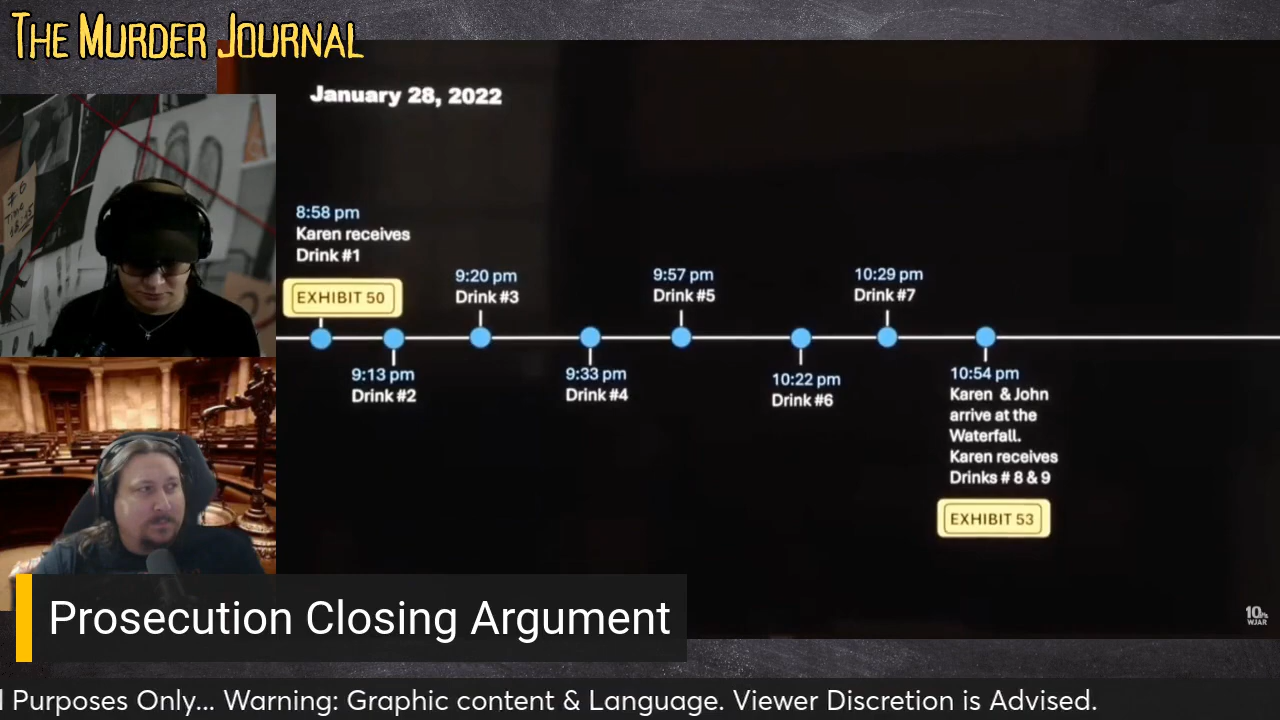 THE MURDER JOURNAL
January 28, 2022
8:58 pm
Karen receives
Drink #1
EXHIBIT 50
9:13 pm
Drink #2
9:20 pm
Drink #3
9:33 pm
Drink #4
9:57 pm
Drink #5
10:22 pm
Drink #6
10:29 pm
Drink #7
10:54 pm
Karen & John
arrive at the
Waterfall.
Karen receives
Drinks # 8 & 9
EXHIBIT 53
10
WJAR
Prosecution Closing Argument
Purposes Only... Warning: Graphic content & Language. Viewer Discretion is Advised.